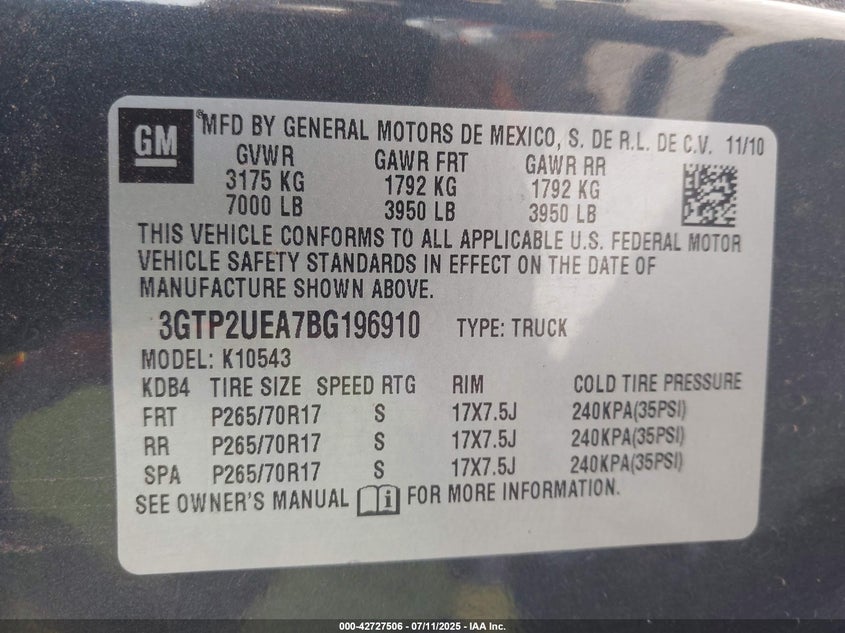 GM
®MFD BY GENERAL MOTORS DE MEXICO, S. DE R.L. DE C.V. 11/10
GVWR GAWR FRT GAWR RR
3175 KG 1792 KG 1792 KG
7000 LB 3950 LB 3950 LB
THIS VEHICLE CONFORMS TO ALL APPLICABLE U.S. FEDERAL MOTOR
VEHICLE SAFETY STANDARDS IN EFFECT ON THE DATE OF
MANUFACTURE SHOWN ABOVE.
3GTP2UEA7BG196910 TYPE: TRUCK
MODEL: K10543
KDB4 TIRE SIZE SPEED RTG RIM COLD TIRE PRESSURE
FRT P265/70R17 S 17X7.5J 240KPA(35PSI)
RR P265/70R17 S 17X7.5J 240KPA(35PSI)
SPA P265/70R17 S 17X7.5J 240KPA(35PSI)
SEE OWNER'S MANUAL i FOR MORE INFORMATION.
000-42727506 - 07/11/2025 - IAA Inc.